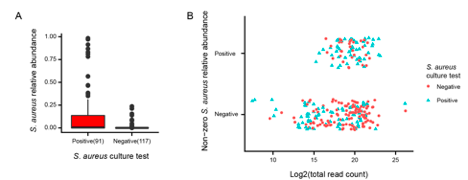 A
S. aureus relative abundance
1.00
0.75
0.50
0.25
0.00
Positive(91)
Negative(117)
S. aureus culture test
B
Non-zero S. aureus relative abundance
Positive
Negative
10
15
20
25
Log2(total read count)
S. aureus
culture test
Negative
Positive